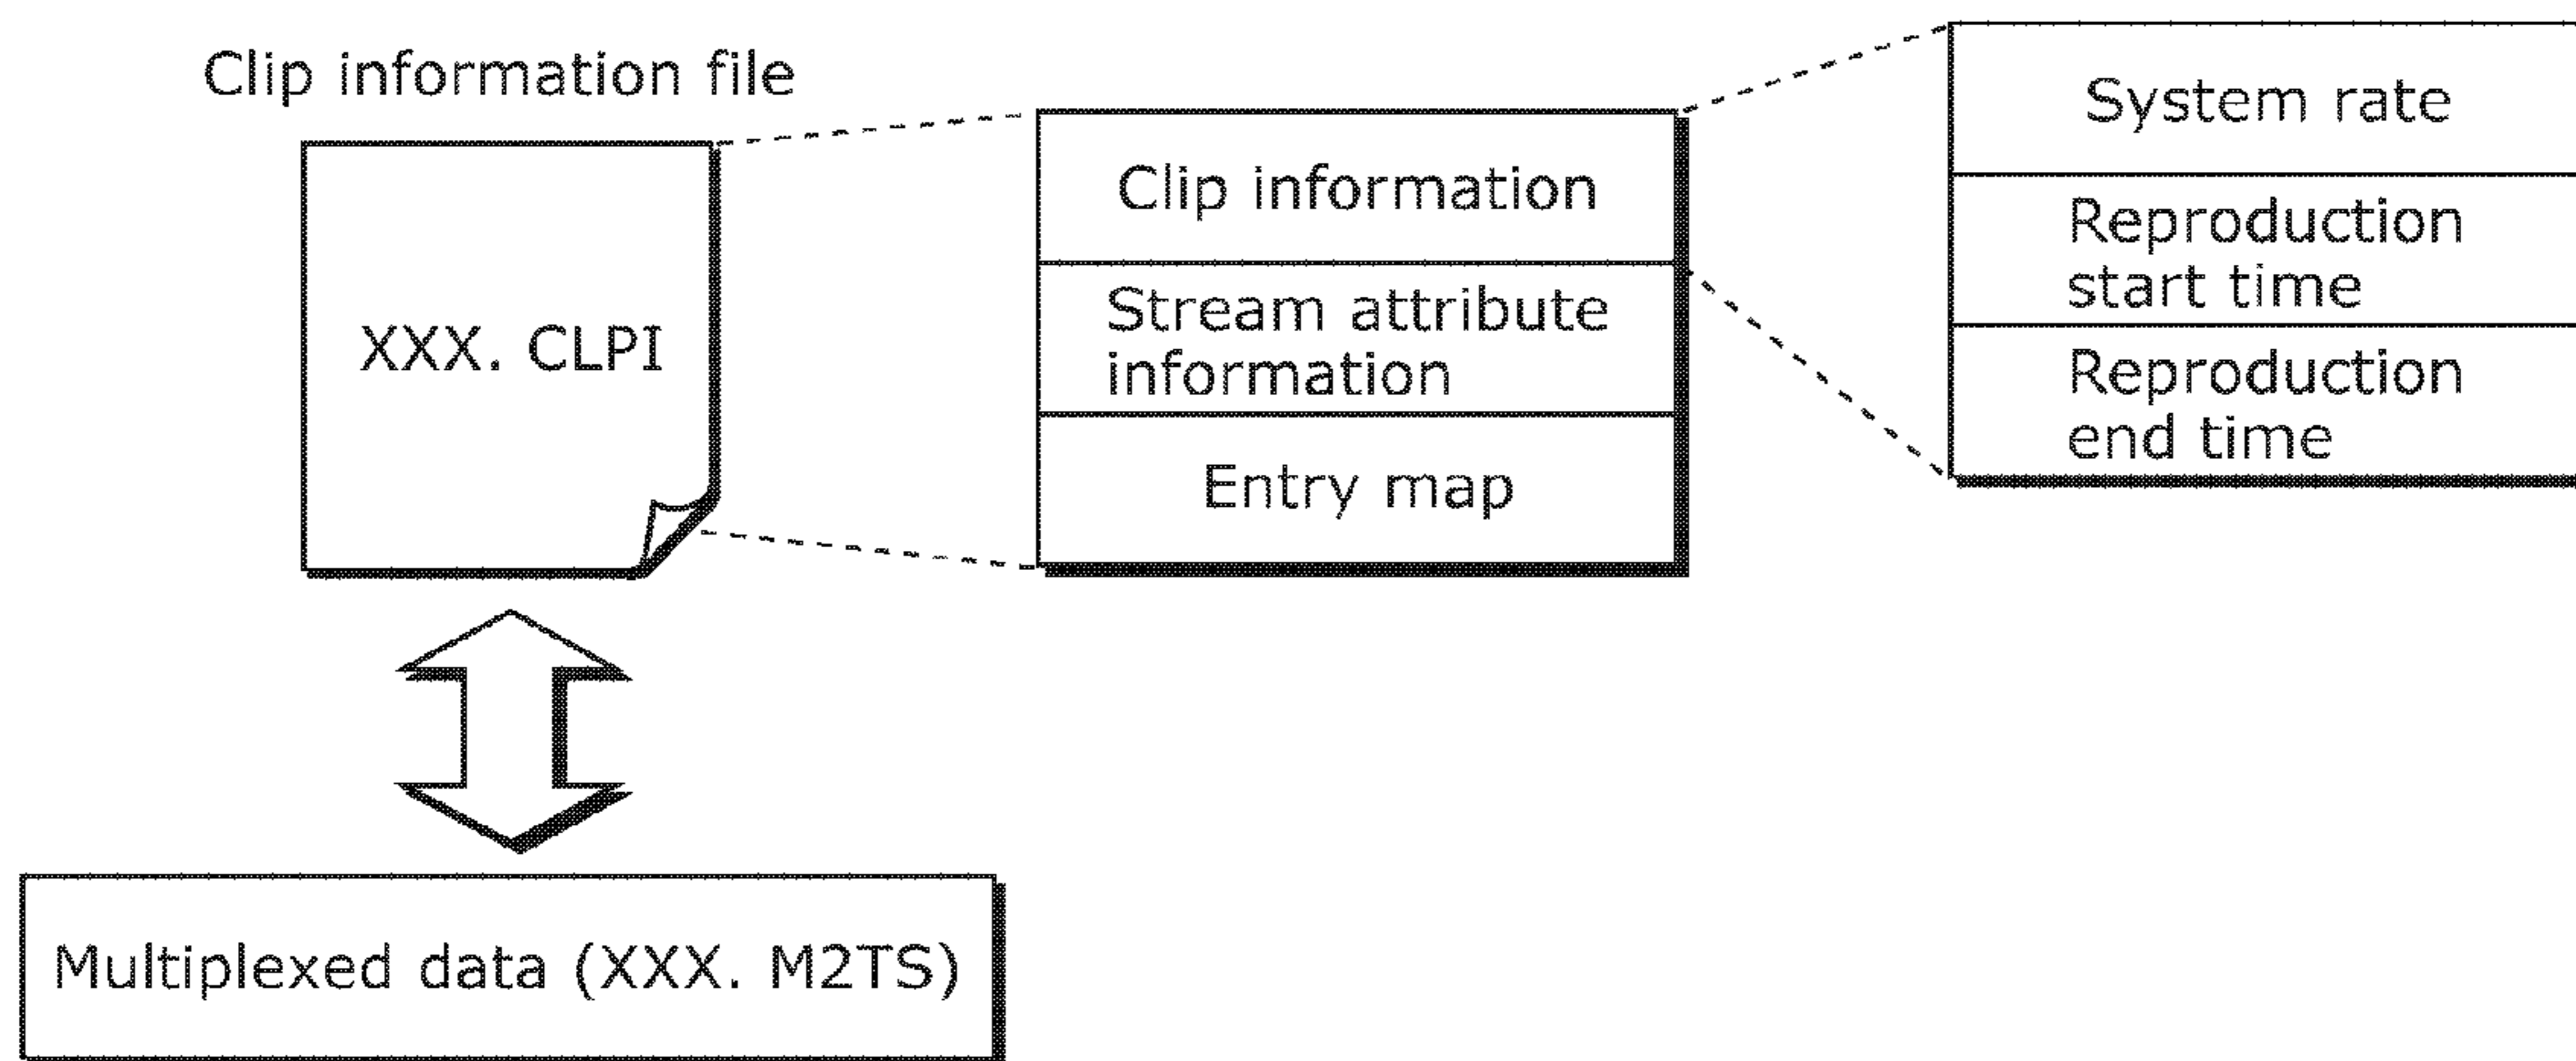 Clip information file
XXX. CLPI
Clip information
Stream attribute
information
Entry map
System rate
Reproduction
start time
Reproduction
end time
Multiplexed data (XXX. M2TS)